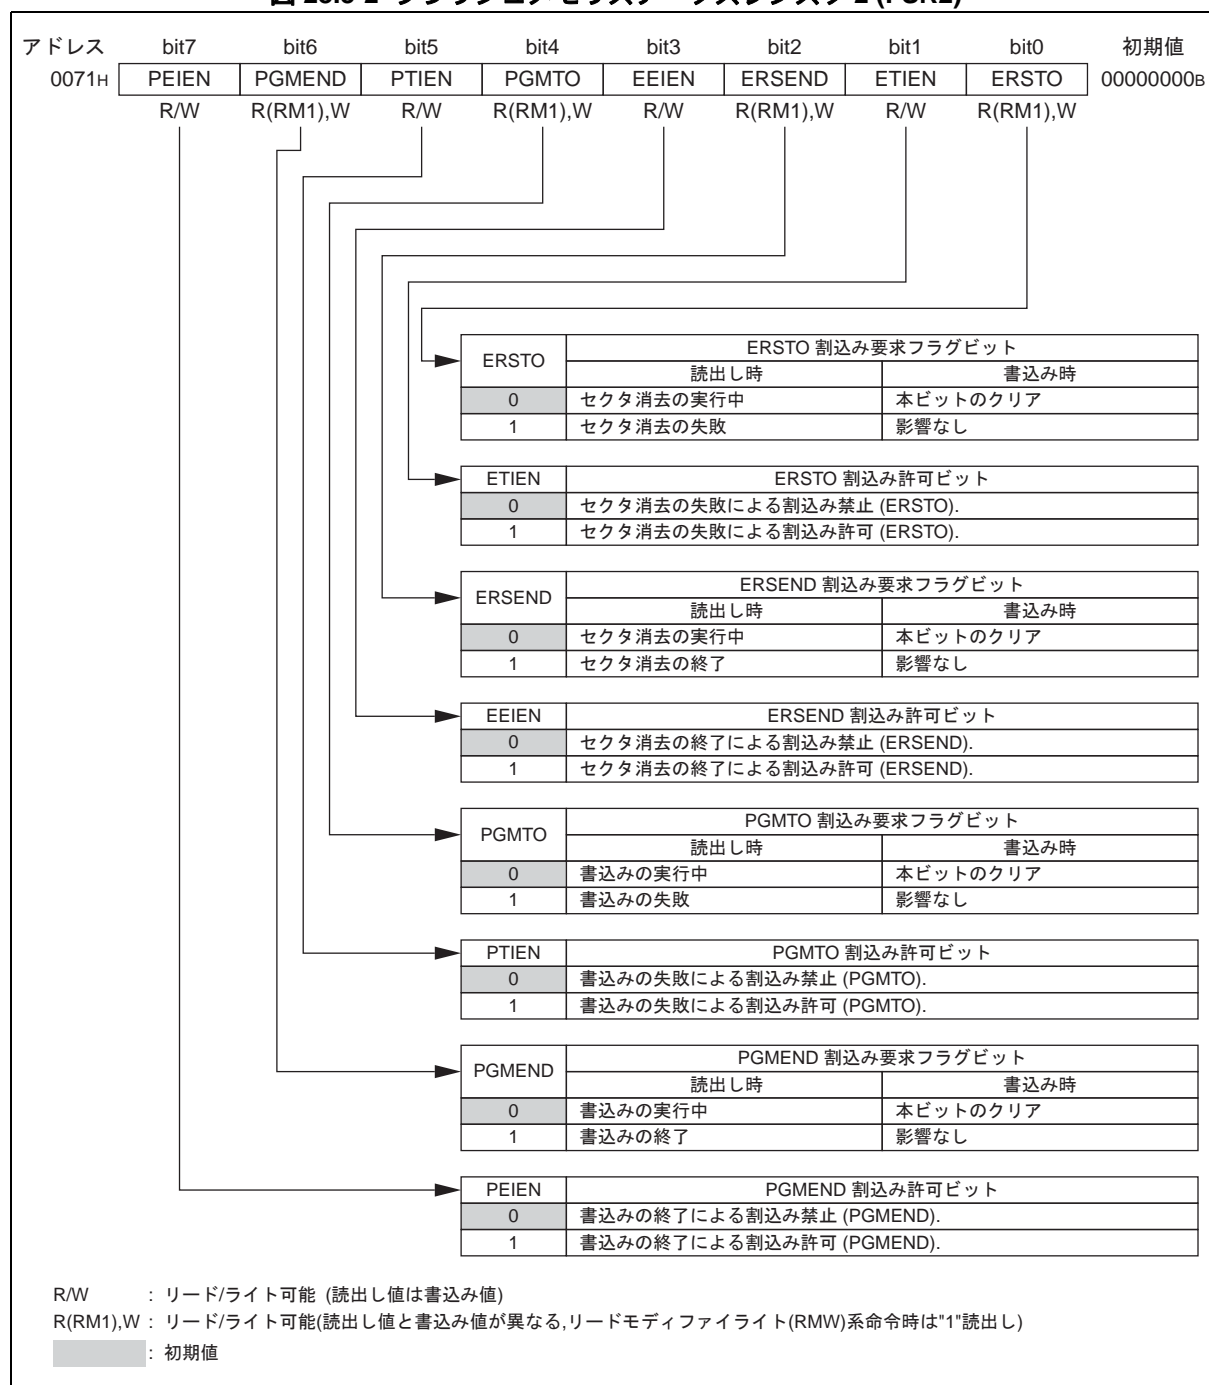 アドレス bit7 bit6 bit5 bit4 bit3 bit2 bit1 bit0 初期値
0071H PEIEN PGMEND PTIEN PGMTO EEIEN ERSEND ETIEN ERSTO 00000000B
R/W R(RM1),W R/W R(RM1),W R/W R(RM1),W R/W R(RM1),W
ERSTO ERSTO 割込み要求フラグビット
読出し時 書込み時
0 セクタ消去の実行中 本ビットのクリア
1 セクタ消去の失敗 影響なし
ETIEN ERSTO 割込み許可ビット
0 セクタ消去の失敗による割込み禁止 (ERSTO).
1 セクタ消去の失敗による割込み許可 (ERSTO).
ERSEND ERSEND 割込み要求フラグビット
読出し時 書込み時
0 セクタ消去の実行中 本ビットのクリア
1 セクタ消去の終了 影響なし
EEIEN ERSEND 割込み許可ビット
0 セクタ消去の終了による割込み禁止 (ERSEND).
1 セクタ消去の終了による割込み許可 (ERSEND).
PGMTO PGMTO 割込み要求フラグビット
読出し時 書込み時
0 書込みの実行中 本ビットのクリア
1 書込みの失敗 影響なし
PTIEN PGMTO 割込み許可ビット
0 書込みの失敗による割込み禁止 (PGMTO).
1 書込みの失敗による割込み許可 (PGMTO).
PGMEND PGMEND 割込み要求フラグビット
読出し時 書込み時
0 書込みの実行中 本ビットのクリア
1 書込みの終了 影響なし
PEIEN PGMEND 割込み許可ビット
0 書込みの終了による割込み禁止 (PGMEND).
1 書込みの終了による割込み許可 (PGMEND).
R/W : リード/ライト可能 (読出し値は書込み値)
R(RM1),W : リード/ライト可能(読出し値と書込み値が異なる,リードモディファイライト(RMW)系命令時は"1"読出し)
: 初期値